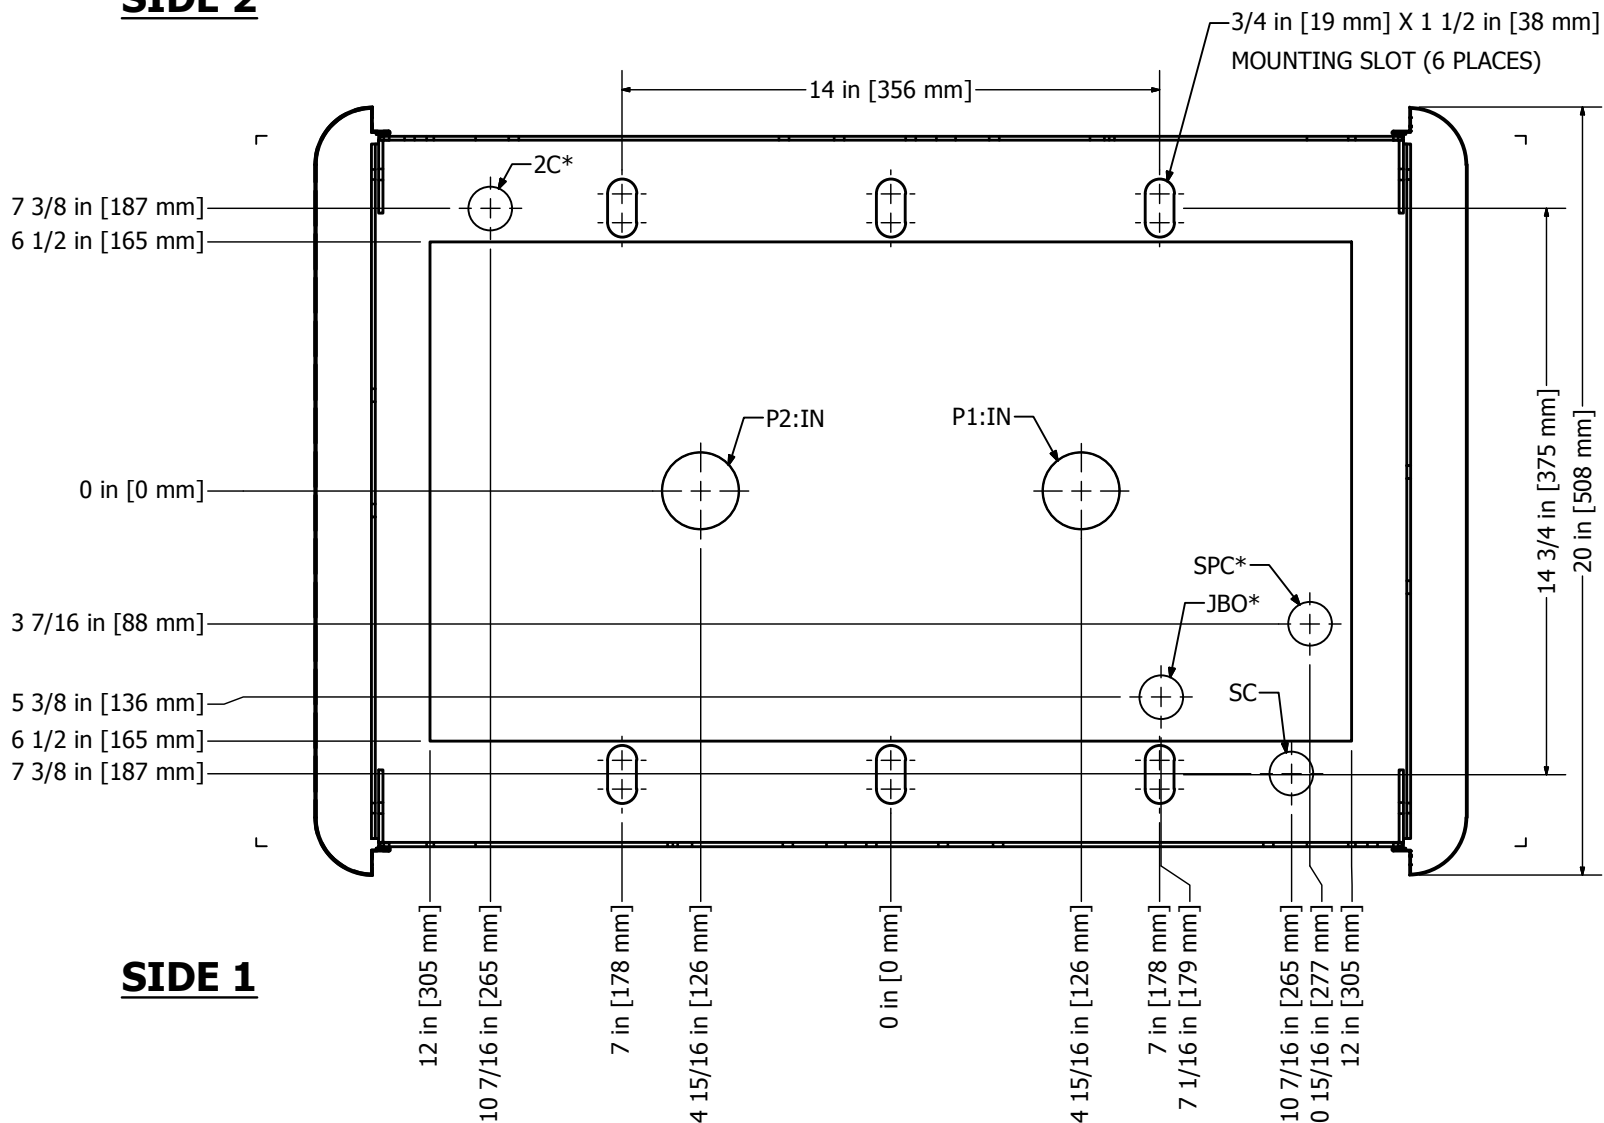 SIDE 2
3/4 in [19 mm] X 1 1/2 in [38 mm]
MOUNTING SLOT (6 PLACES)
14 in [356 mm]
2C*
7 3/8 in [187 mm]
6 1/2 in [165 mm]
P2:IN
P1:IN
0 in [0 mm]
14 3/4 in [375 mm]
20 in [508 mm]
SPC*
JBO*
3 7/16 in [88 mm]
SC
5 3/8 in [136 mm]
6 1/2 in [165 mm]
7 3/8 in [187 mm]
SIDE 1
12 in [305 mm]
10 7/16 in [265 mm]
7 in [178 mm]
4 15/16 in [126 mm]
0 in [0 mm]
4 15/16 in [126 mm]
7 in [178 mm]
7 1/16 in [179 mm]
10 7/16 in [265 mm]
0 15/16 in [277 mm]
12 in [305 mm]